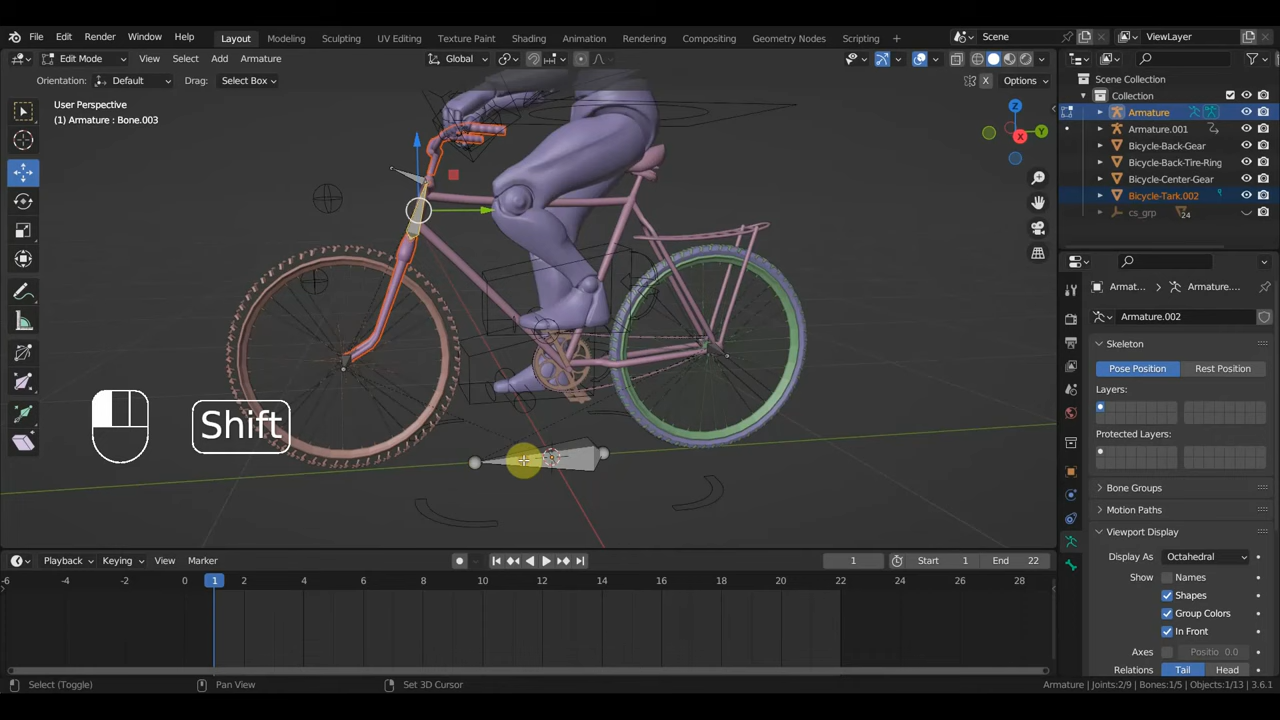 File Edit Render Window Help Layout Modeling Sculpting UV Editing Texture Paint Shading Animation Rendering Compositing Geometry Nodes Scripting Scene ViewLayer
Edit Mode View Select Add Armature Global
Orientation: Default Drag: Select Box X Options
User Perspective
(1) Armature : Bone.003
Z
Y
X
Scene Collection
Collection
Armature
Armature.001
Bicycle-Back-Gear
Bicycle-Back-Tire-Ring
Bicycle-Center-Gear
Bicycle-Tark.002
cs_grp 24
Armat... Armature....
Armature.002
Skeleton
Pose Position Rest Position
Layers:
Protected Layers:
Bone Groups
Motion Paths
Viewport Display
Display As Octahedral
Show Names
Shapes
Group Colors
In Front
Axes Positio 0.0
Relations Tail Head
Shift
Playback Keying View Marker 1 Start 1 End 22
-6 -4 -2 0 1 2 4 6 8 10 12 14 16 18 20 22 24 26 28
Select (Toggle) Pan View Set 3D Cursor Armature | Joints:2/9 | Bones:1/5 | Objects:1/13 | 3.6.1